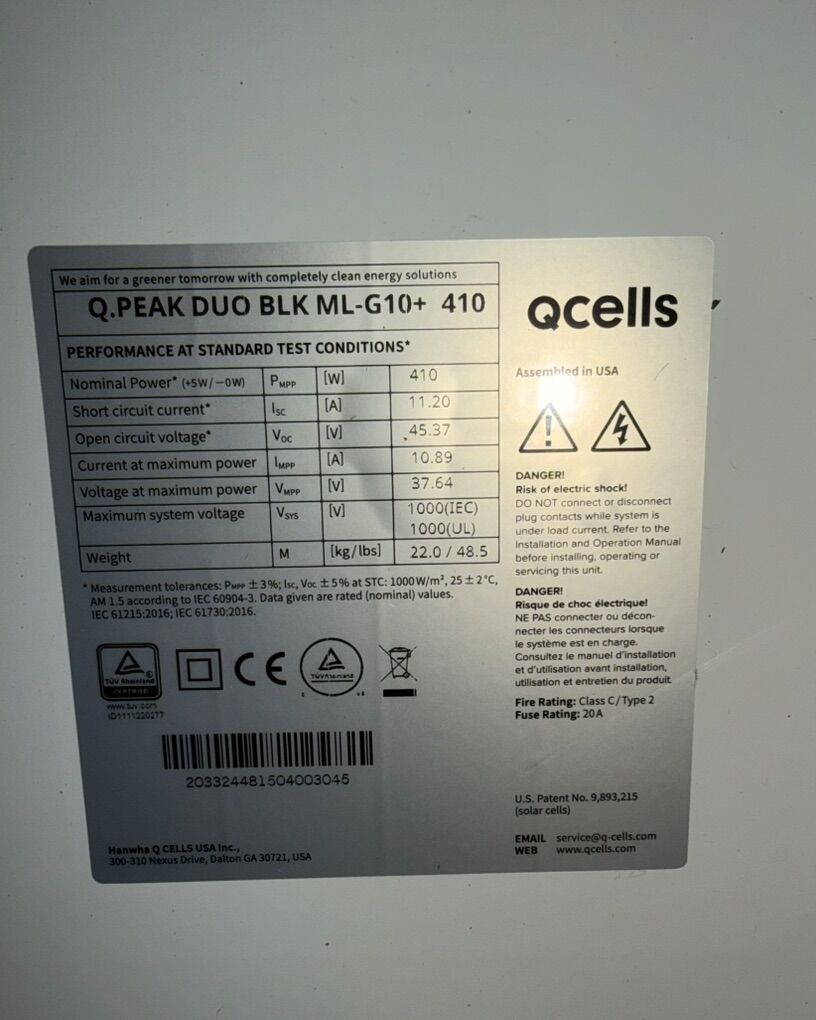 We aim for a greener tomorrow with completely clean energy solutions
Q.PEAK DUO BLK ML-G10+ 410
PERFORMANCE AT STANDARD TEST CONDITIONS*
Nominal Power* (+5W/−0W) PMPP [W] 410
Short circuit current* ISC [A] 11.20
Open circuit voltage* VOC [V] 45.37
Current at maximum power IMPP [A] 10.89
Voltage at maximum power VMPP [V] 37.64
Maximum system voltage VSYS [V] 1000(IEC)
1000(UL)
Weight M [kg/lbs] 22.0 / 48.5
* Measurement tolerances: PMPP ± 3%; ISC, VOC ± 5% at STC: 1000 W/m², 25 ± 2 °C,
AM 1.5 according to IEC 60904-3. Data given are rated (nominal) values.
IEC 61215:2016; IEC 61730:2016.
TÜVRheinland
CERTIFIED
www.tuv.com
ID1111220277
CE
TÜVRheinland
203324481504003045
Hanwha Q CELLS USA Inc.,
300-310 Nexus Drive, Dalton GA 30721, USA
Qcells
Assembled in USA
DANGER!
Risk of electric shock!
DO NOT connect or disconnect
plug contacts while system is
under load current. Refer to the
Installation and Operation Manual
before installing, operating or
servicing this unit.
DANGER!
Risque de choc électrique!
NE PAS connecter ou décon-
necter les connecteurs lorsque
le système est en charge.
Consultez le manuel d'installation
et d'utilisation avant installation,
utilisation et entretien du produit.
Fire Rating: Class C / Type 2
Fuse Rating: 20 A
U.S. Patent No. 9,893,215
(solar cells)
EMAIL service@q-cells.com
WEB www.qcells.com